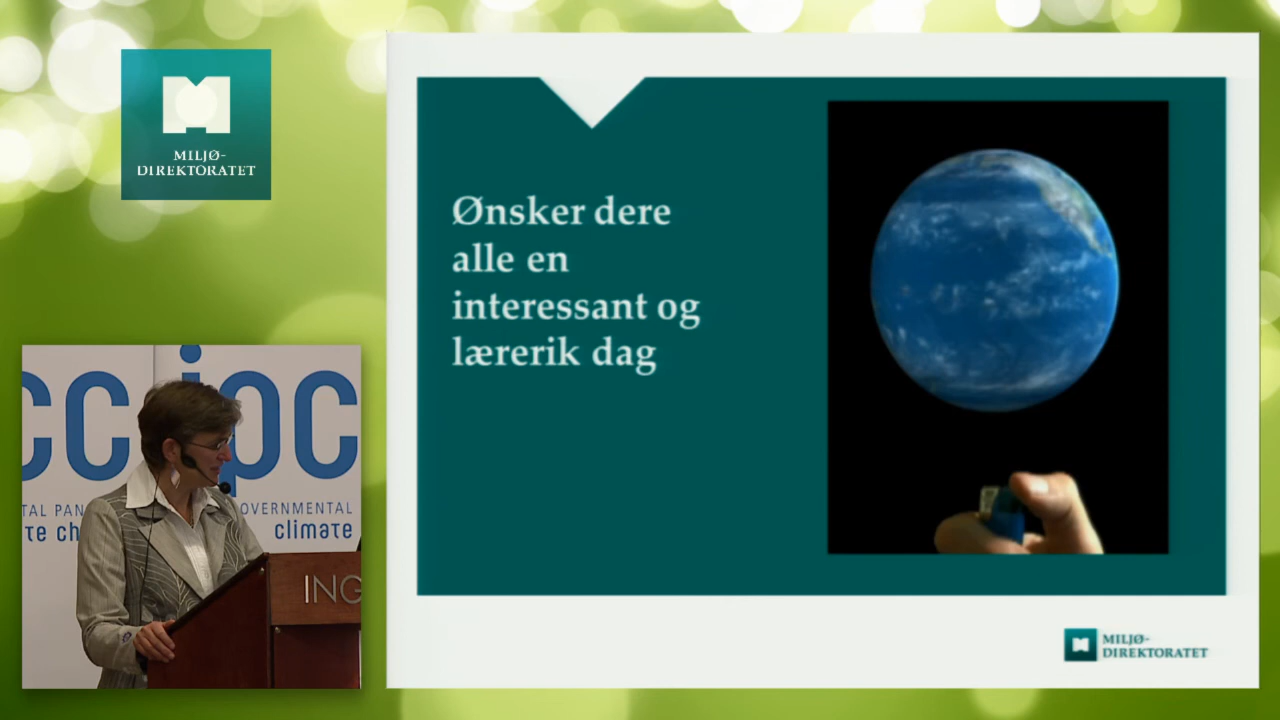 MILJØ-
DIREKTORATET
Ønsker dere
alle en
interessant og
lærerik dag
cc ipc
TAL PAN
OVERNMENTAL
te ch
climate
ING
MILJØ-
DIREKTORATET